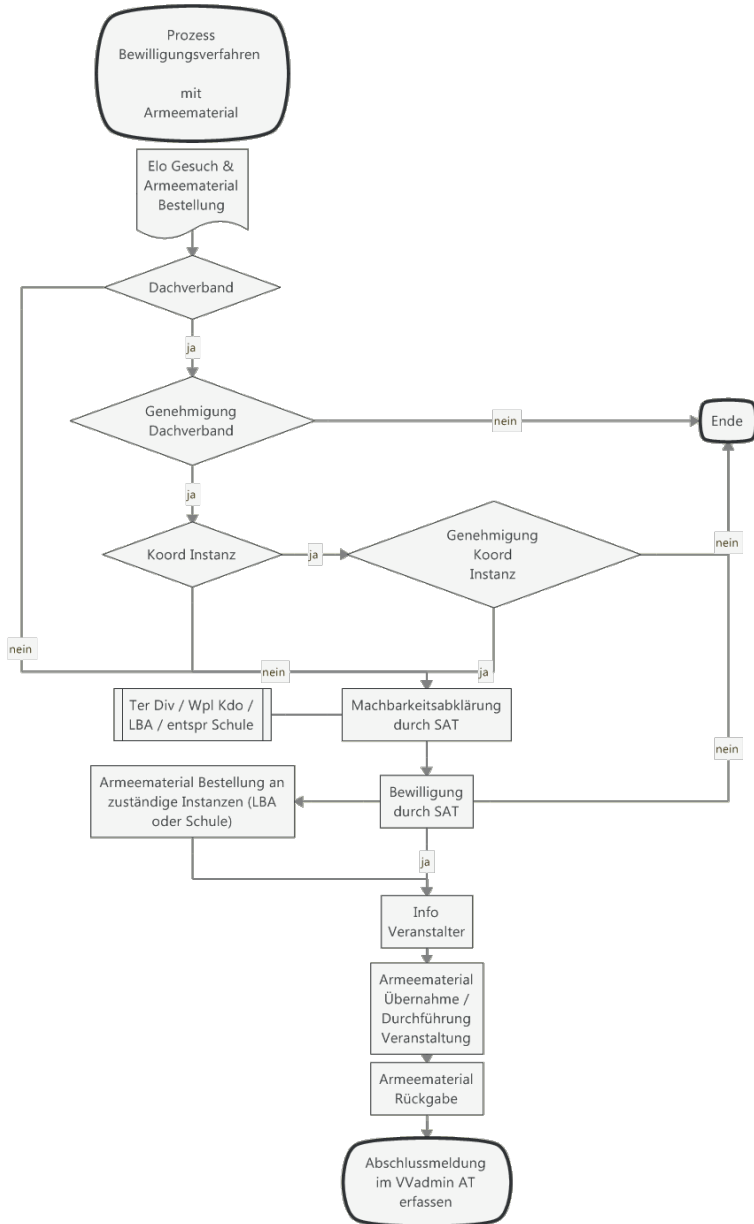 Prozess
Bewilligungsverfahren
mit
Armeematerial
Elo Gesuch &
Armeematerial
Bestellung
Dachverband
ja
Genehmigung
Dachverband
nein
Ende
ja
Koord Instanz
ja
Genehmigung
Koord
Instanz
nein
nein
nein
ja
Ter Div / Wpl Kdo /
LBA / entspr Schule
Machbarkeitsabklärung
durch SAT
nein
Armeematerial Bestellung an
zuständige Instanzen (LBA
oder Schule)
Bewilligung
durch SAT
ja
Info
Veranstalter
Armeematerial
Übernahme /
Durchführung
Veranstaltung
Armeematerial
Rückgabe
Abschlussmeldung
im VVadmin AT
erfassen